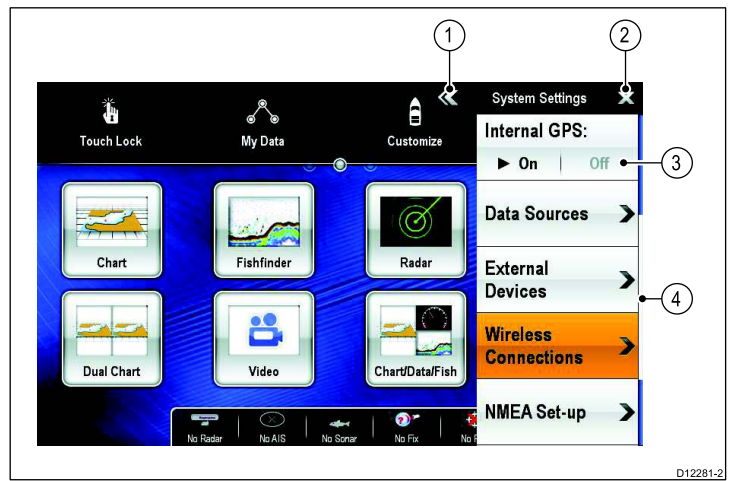 1
2
System Settings
Touch Lock
My Data
Customize
Internal GPS:
On
Off
3
Chart
Fishfinder
Radar
Data Sources
External
Devices
4
Dual Chart
Video
Chart/Data/Fish
Wireless
Connections
NMEA Set-up
No Radar
No AIS
No Sonar
No Fix
D12281-2